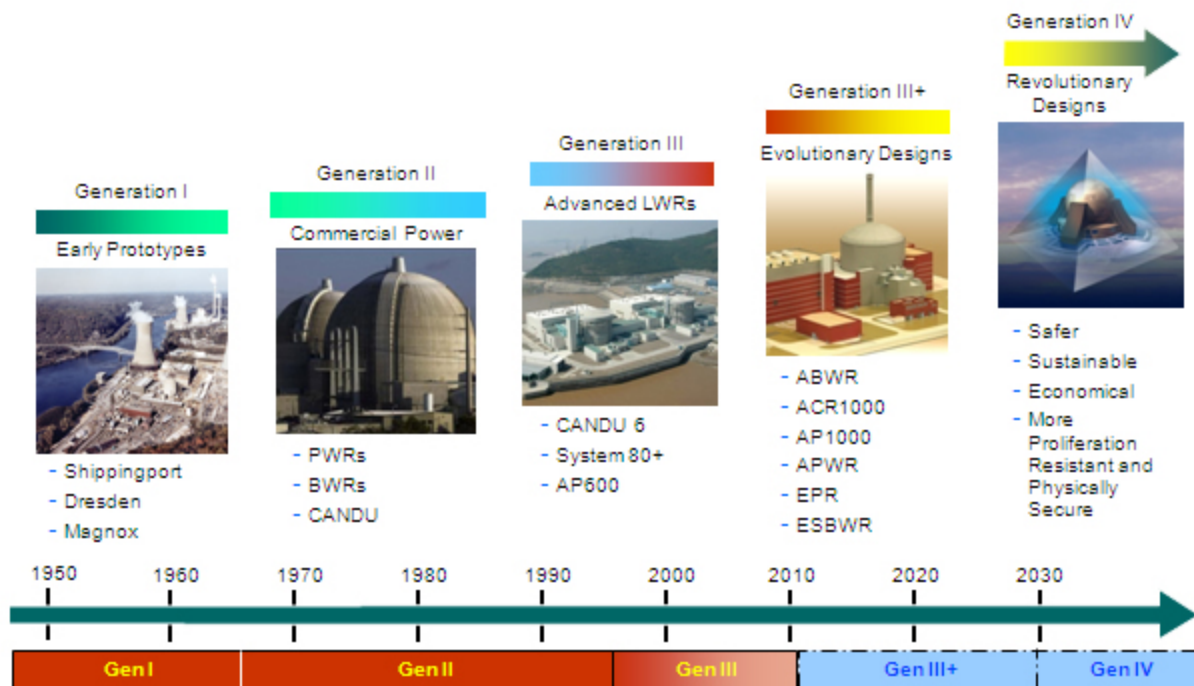 Generation I
Early Prototypes
- Shippingport
- Dresden
- Magnox
Generation II
Commercial Power
- PWRs
- BWRs
- CANDU
Generation III
Advanced LWRs
- CANDU 6
- System 80+
- AP600
Generation III+
Evolutionary Designs
- ABWR
- ACR1000
- AP1000
- APWR
- EPR
- ESBWR
Generation IV
Revolutionary
Designs
- Safer
- Sustainable
- Economical
- More
Proliferation
Resistant and
Physically
Secure
1950 1960 1970 1980 1990 2000 2010 2020 2030
Gen I Gen II Gen III Gen III+ Gen IV